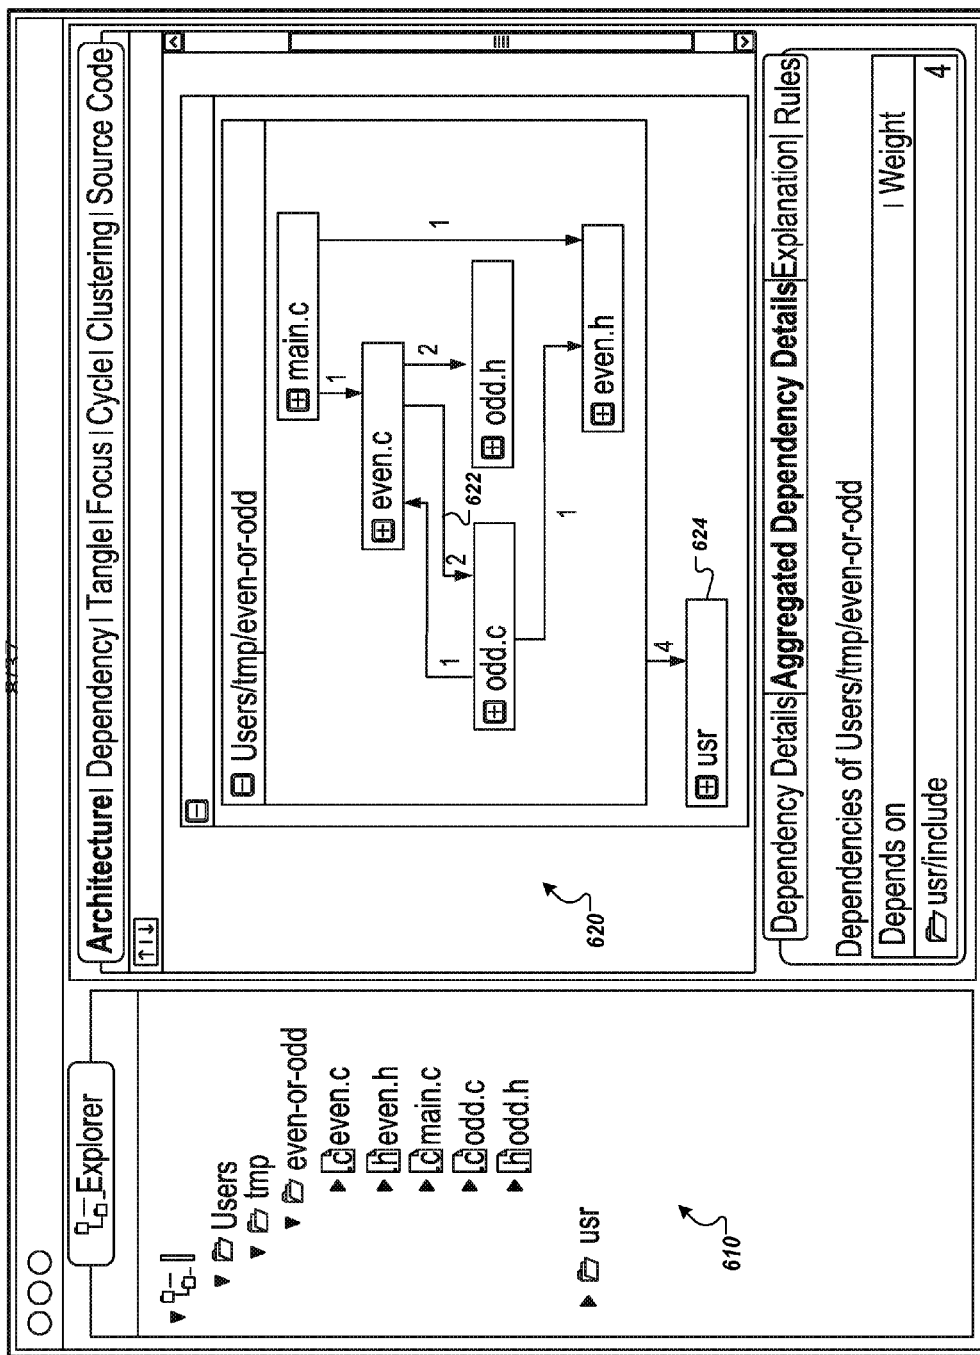 8/37
Explorer
Users
tmp
even-or-odd
.c even.c
.h even.h
.c main.c
.c odd.c
.h odd.h
usr
610
Architecture | Dependency | Tangle | Focus | Cycle | Clustering | Source Code
Users/tmp/even-or-odd
main.c
1
even.c
1
2
622
2
1
odd.c
odd.h
1
even.h
4
usr
624
620
Dependency Details | Aggregated Dependency Details | Explanation | Rules
Dependencies of Users/tmp/even-or-odd
Depends on | Weight
usr/include 4